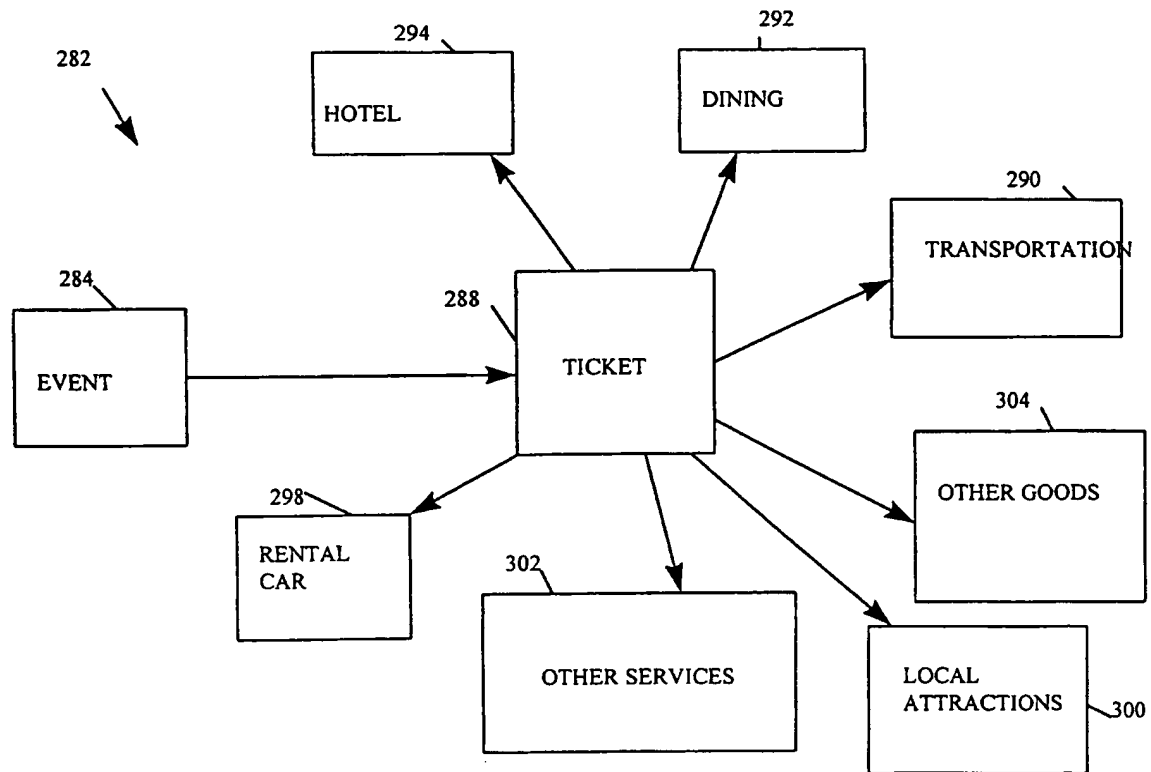 294
292
282
HOTEL
DINING
290
TRANSPORTATION
284
288
EVENT
TICKET
304
OTHER GOODS
298
RENTAL
CAR
302
OTHER SERVICES
LOCAL
ATTRACTIONS
300